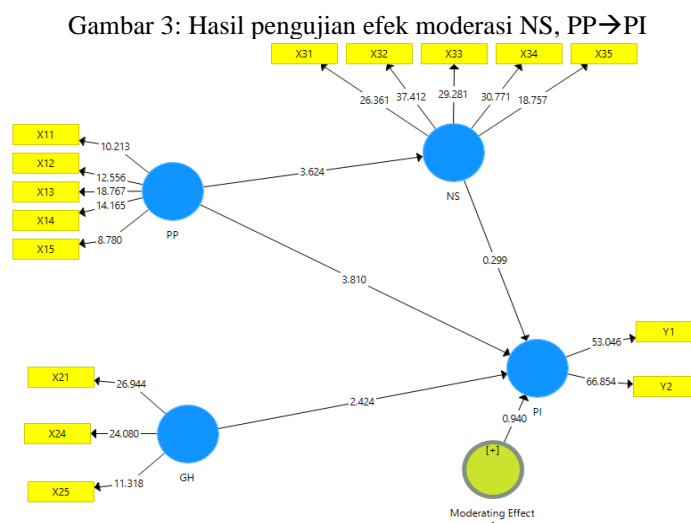 Gambar 3: Hasil pengujian efek moderasi NS, PP→PI
X31 X32 X33 X34 X35
26.361 37.412 29.281 30.771 18.757
NS
X11
X12
X13
X14
X15
10.213
12.556
18.767
14.165
8.780
PP
3.624
3.810
0.299
X21
X24
X25
26.944
24.080
11.318
GH
2.424
Y1
Y2
53.046
66.854
PI
0.940
[+]
Moderating Effect